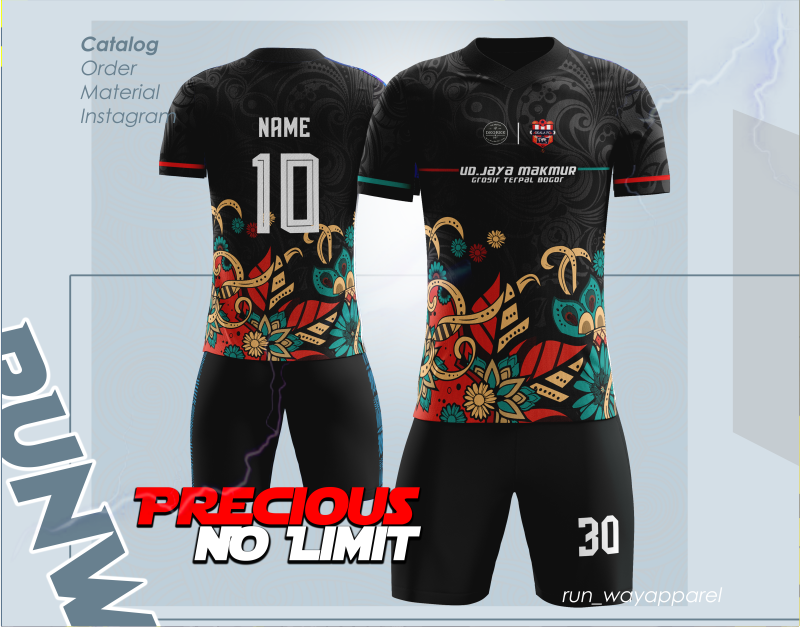 Catalog
Order
Material
Instagram
NAME
10
UD.JAYA MAKMUR
GROSIR TERPAL BOGOR
RUNW
PRECIOUS
NO LIMIT
30
run_wayapparel